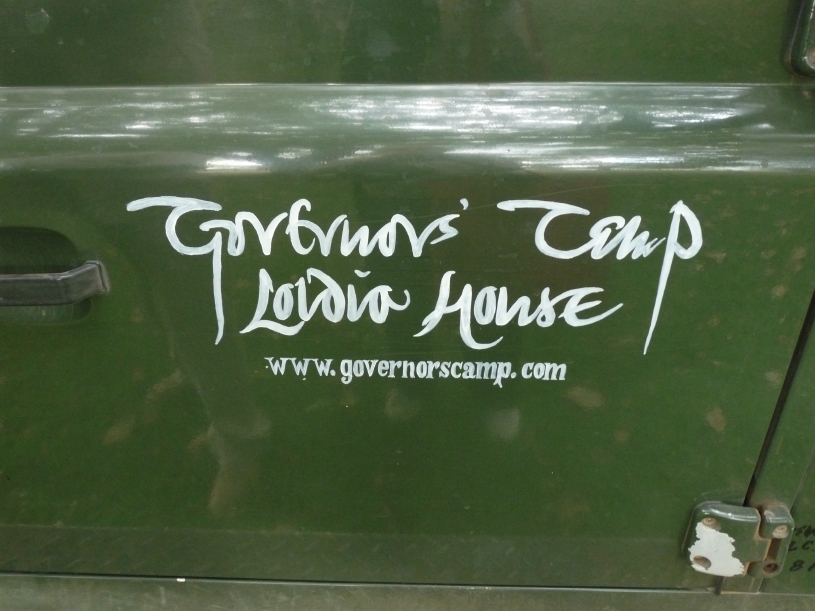 Governors' Camp
Loldia House
www.governorscamp.com